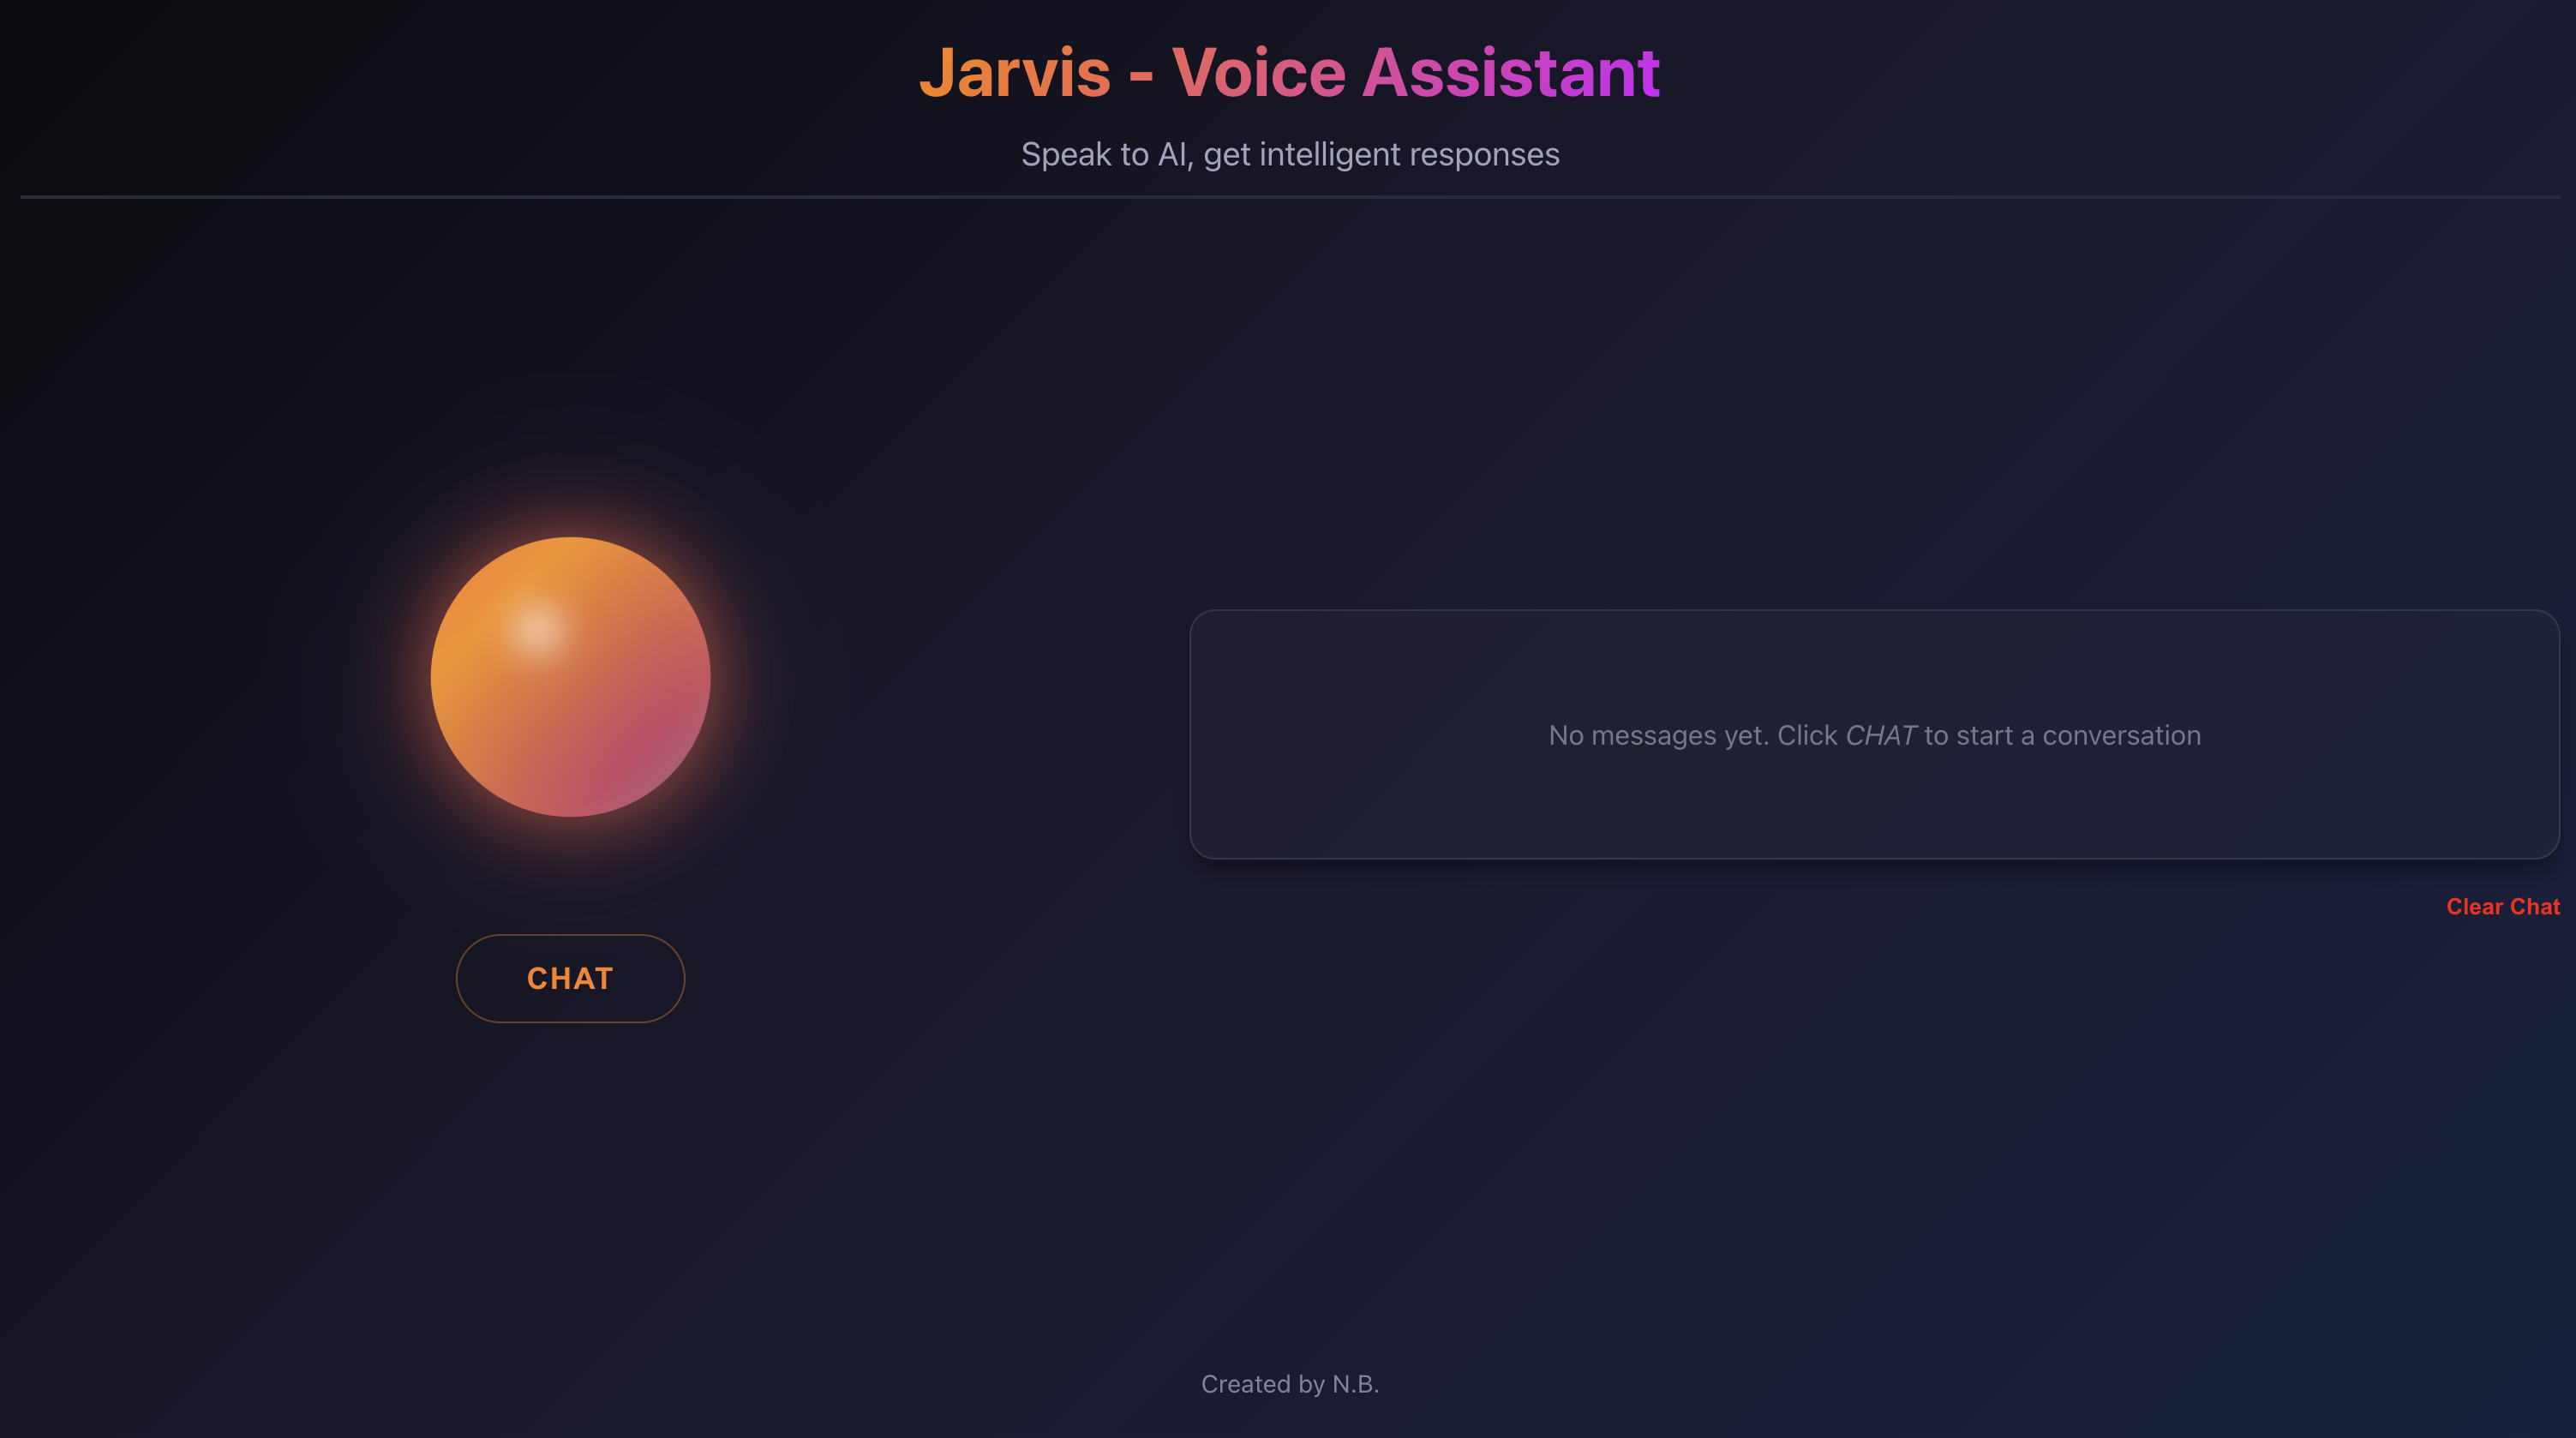 Jarvis - Voice Assistant
Speak to AI, get intelligent responses
No messages yet. Click CHAT to start a conversation
Clear Chat
CHAT
Created by N.B.